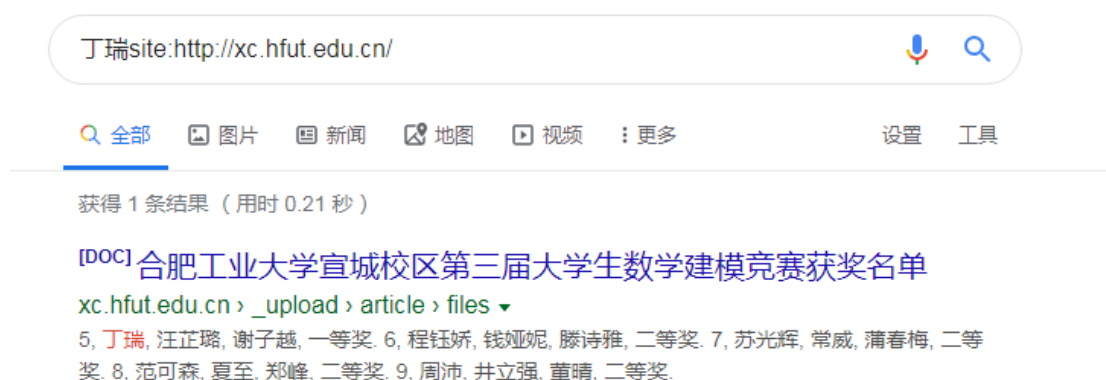 丁瑞site:http://xc.hfut.edu.cn/
全部 图片 新闻 地图 视频 更多 设置 工具
获得 1 条结果 （用时 0.21 秒）
[DOC] 合肥工业大学宣城校区第三届大学生数学建模竞赛获奖名单
xc.hfut.edu.cn › _upload › article › files
5, 丁瑞, 汪芷璐, 谢子越, 一等奖. 6, 程钰娇, 钱娅妮, 滕诗雅, 二等奖. 7, 苏光辉, 常威, 蒲春梅, 二等
奖. 8, 范可森, 夏至, 郑峰, 二等奖. 9, 周沛, 井立强, 董晴, 二等奖.